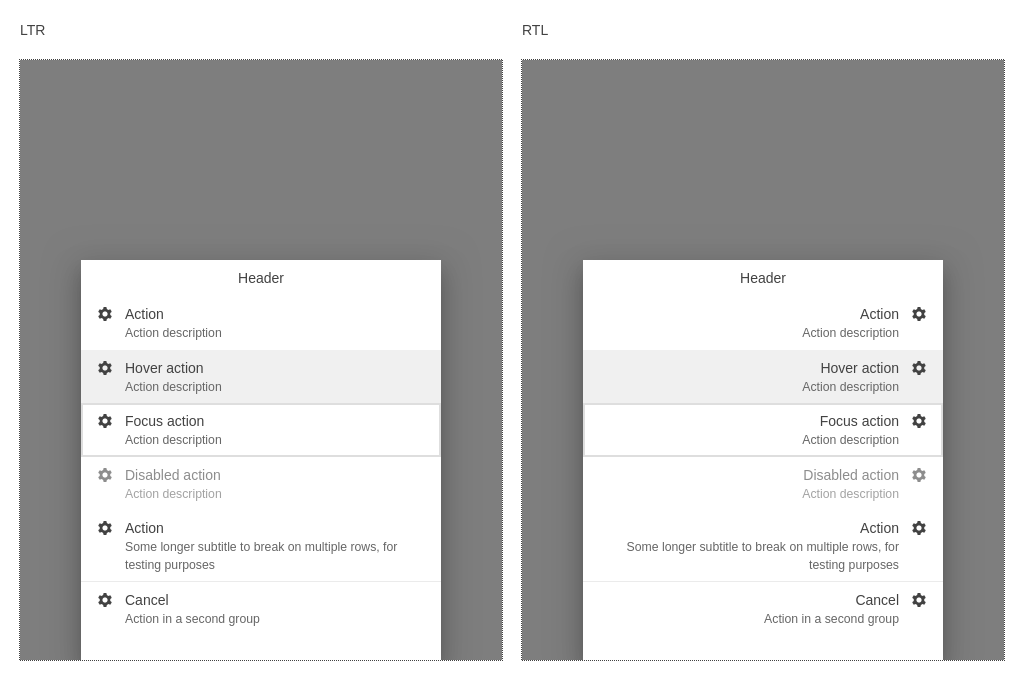 LTR
Header
Action
Action description
Hover action
Action description
Focus action
Action description
Disabled action
Action description
Action
Some longer subtitle to break on multiple rows, for
testing purposes
Cancel
Action in a second group
RTL
Header
Action
Action description
Hover action
Action description
Focus action
Action description
Disabled action
Action description
Action
Some longer subtitle to break on multiple rows, for
testing purposes
Cancel
Action in a second group